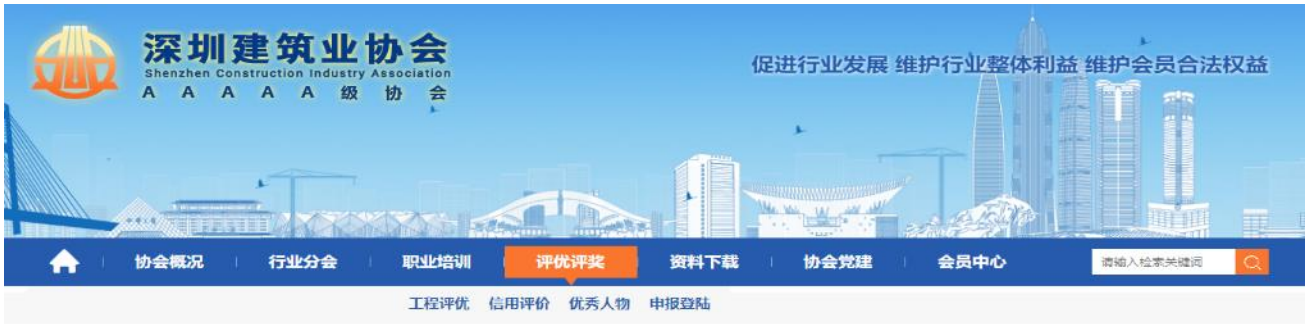 深圳建筑业协会
Shenzhen Construction Industry Association
A A A A A 级 协 会
促进行业发展 维护行业整体利益 维护会员合法权益
协会概况 行业分会 职业培训 评优评奖 资料下载 协会党建 会员中心 请输入检索关键词
工程评优 信用评价 优秀人物 申报登陆